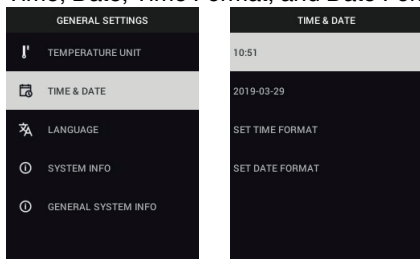 Time, Date, Time Format, and Date For
GENERAL SETTINGS
TEMPERATURE UNIT
TIME & DATE
LANGUAGE
SYSTEM INFO
GENERAL SYSTEM INFO
TIME & DATE
10:51
2019-03-29
SET TIME FORMAT
SET DATE FORMAT